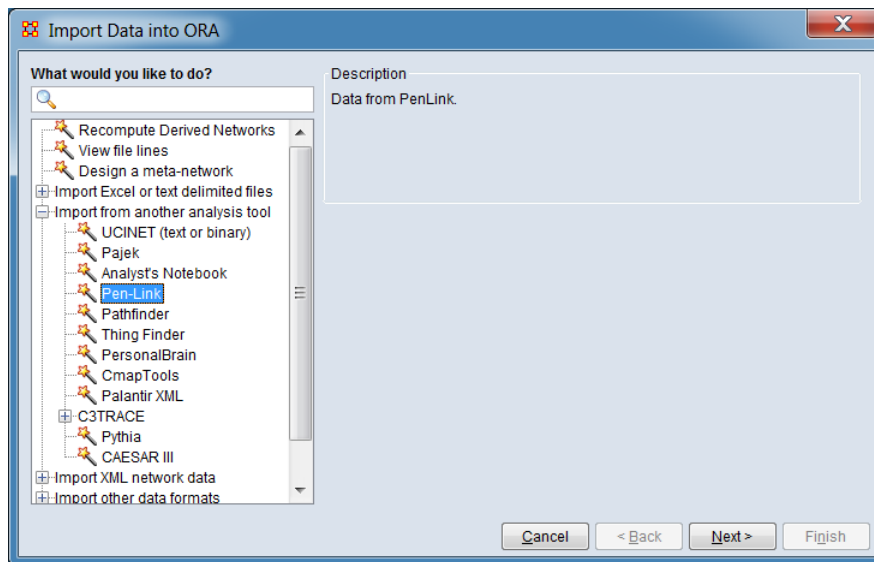 Import Data into ORA
X
What would you like to do?
Recompute Derived Networks
View file lines
Design a meta-network
Import Excel or text delimited files
Import from another analysis tool
UCINET (text or binary)
Pajek
Analyst's Notebook
Pen-Link
Pathfinder
Thing Finder
PersonalBrain
CmapTools
Palantir XML
C3TRACE
Pythia
CAESAR III
Import XML network data
Import other data formats
Description
Data from PenLink.
Cancel
< Back
Next >
Finish